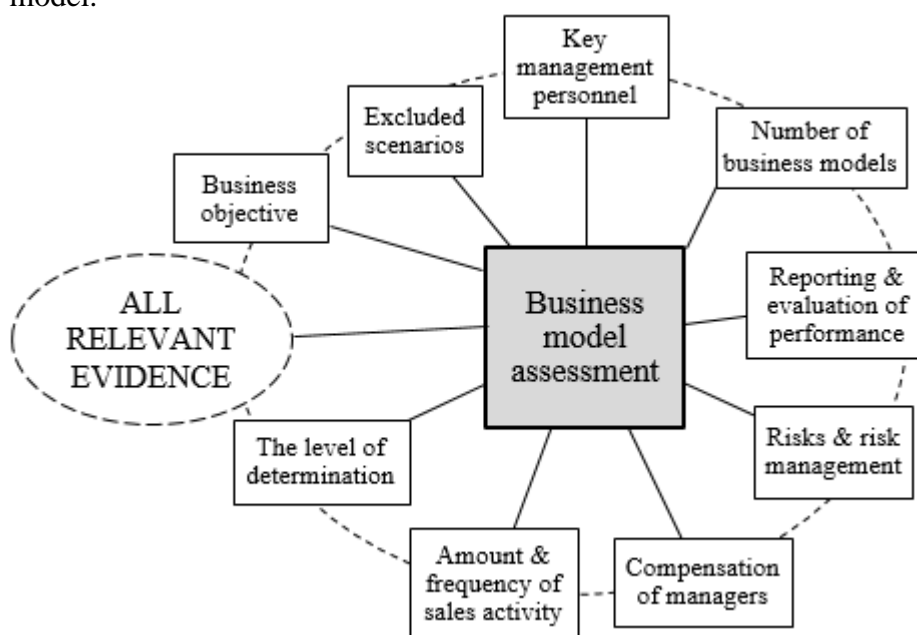 model.
Key
management
personnel
Excluded
scenarios
Number of
business models
Business
objective
Reporting &
evaluation of
performance
ALL
RELEVANT
EVIDENCE
Business
model
assessment
Risks & risk
management
The level of
determination
Amount &
frequency of
sales activity
Compensation
of managers